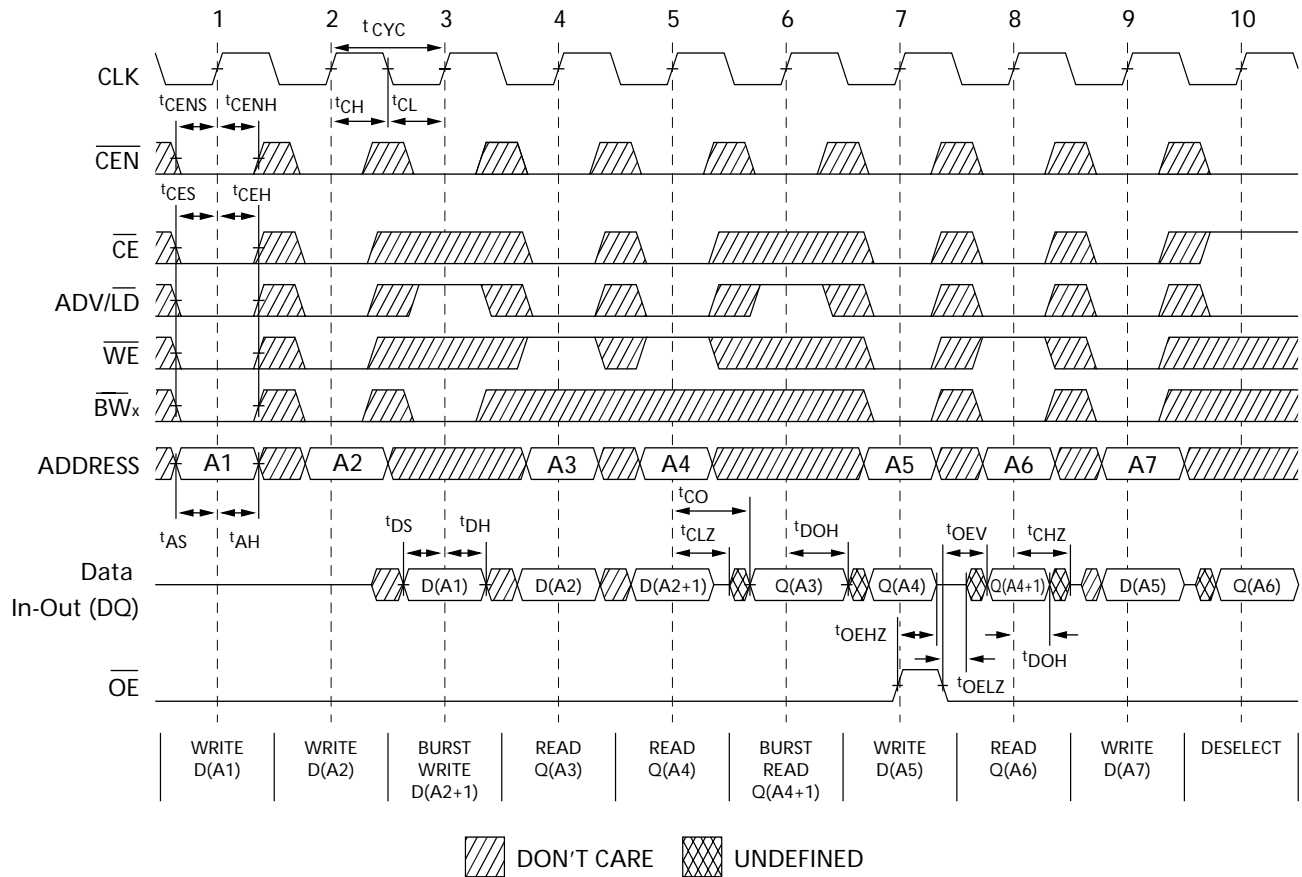 1 2 3 4 5 6 7 8 9 10
tCYC
CLK
tCENS tCENH tCH tCL
CEN
tCES tCEH
CE
ADV/LD
WE
BWx
ADDRESS A1 A2 A3 A4 A5 A6 A7
tCO
tAS tAH tDS tDH tCLZ tDOH tOEV tCHZ
Data
In-Out (DQ)
D(A1) D(A2) D(A2+1) Q(A3) Q(A4) Q(A4+1) D(A5) Q(A6)
tOEHZ tDOH
tOELZ
OE
WRITE
D(A1)
WRITE
D(A2)
BURST
WRITE
D(A2+1)
READ
Q(A3)
READ
Q(A4)
BURST
READ
Q(A4+1)
WRITE
D(A5)
READ
Q(A6)
WRITE
D(A7)
DESELECT
DON'T CARE
UNDEFINED